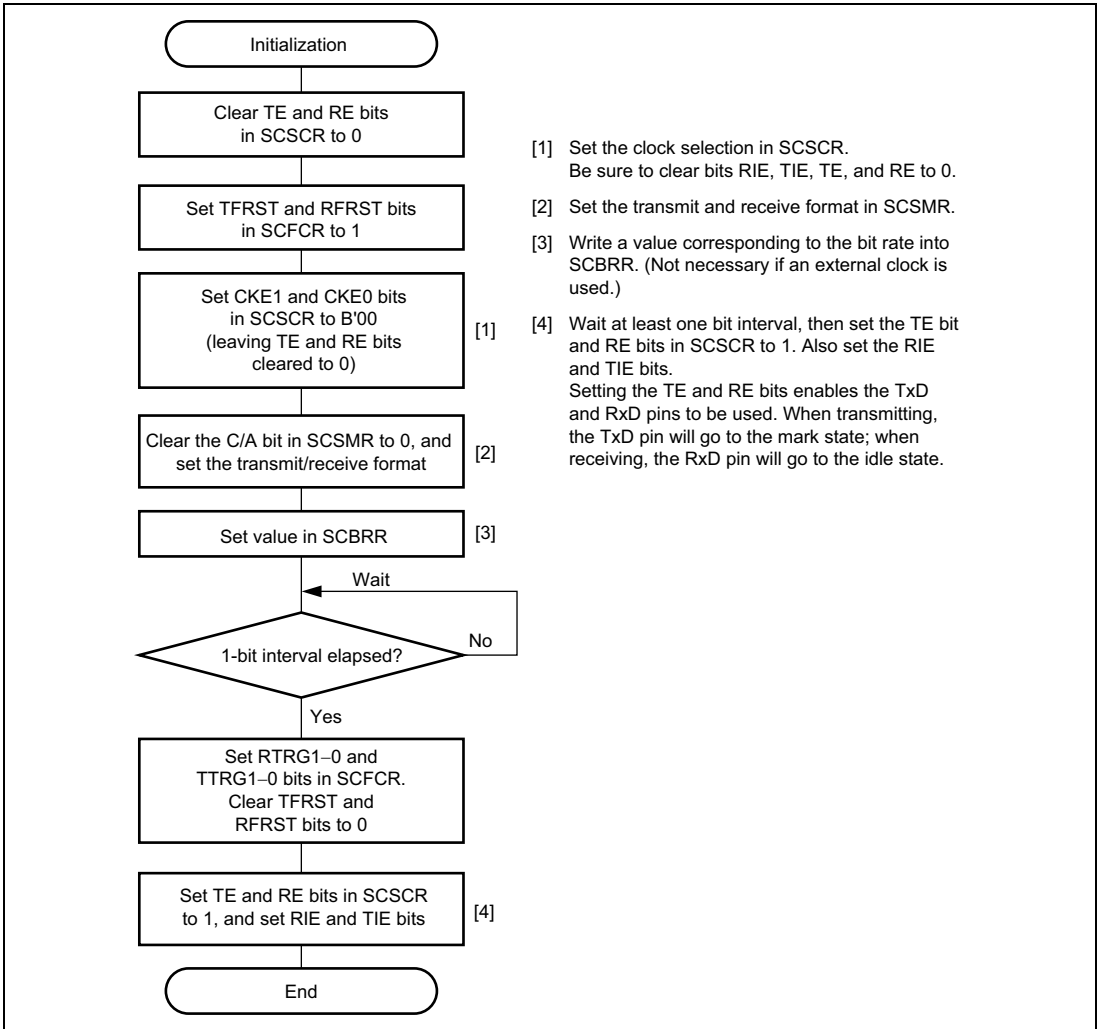 Initialization
Clear TE and RE bits
in SCSCR to 0
Set TFRST and RFRST bits
in SCFCR to 1
Set CKE1 and CKE0 bits
in SCSCR to B'00
(leaving TE and RE bits
cleared to 0)
[1]
Clear the C/A bit in SCSMR to 0, and
set the transmit/receive format
[2]
Set value in SCBRR
[3]
Wait
1-bit interval elapsed?
No
Yes
Set RTRG1–0 and
TTRG1–0 bits in SCFCR.
Clear TFRST and
RFRST bits to 0
Set TE and RE bits in SCSCR
to 1, and set RIE and TIE bits
[4]
End
[1] Set the clock selection in SCSCR.
Be sure to clear bits RIE, TIE, TE, and RE to 0.
[2] Set the transmit and receive format in SCSMR.
[3] Write a value corresponding to the bit rate into
SCBRR. (Not necessary if an external clock is
used.)
[4] Wait at least one bit interval, then set the TE bit
and RE bits in SCSCR to 1. Also set the RIE
and TIE bits.
Setting the TE and RE bits enables the TxD
and RxD pins to be used. When transmitting,
the TxD pin will go to the mark state; when
receiving, the RxD pin will go to the idle state.